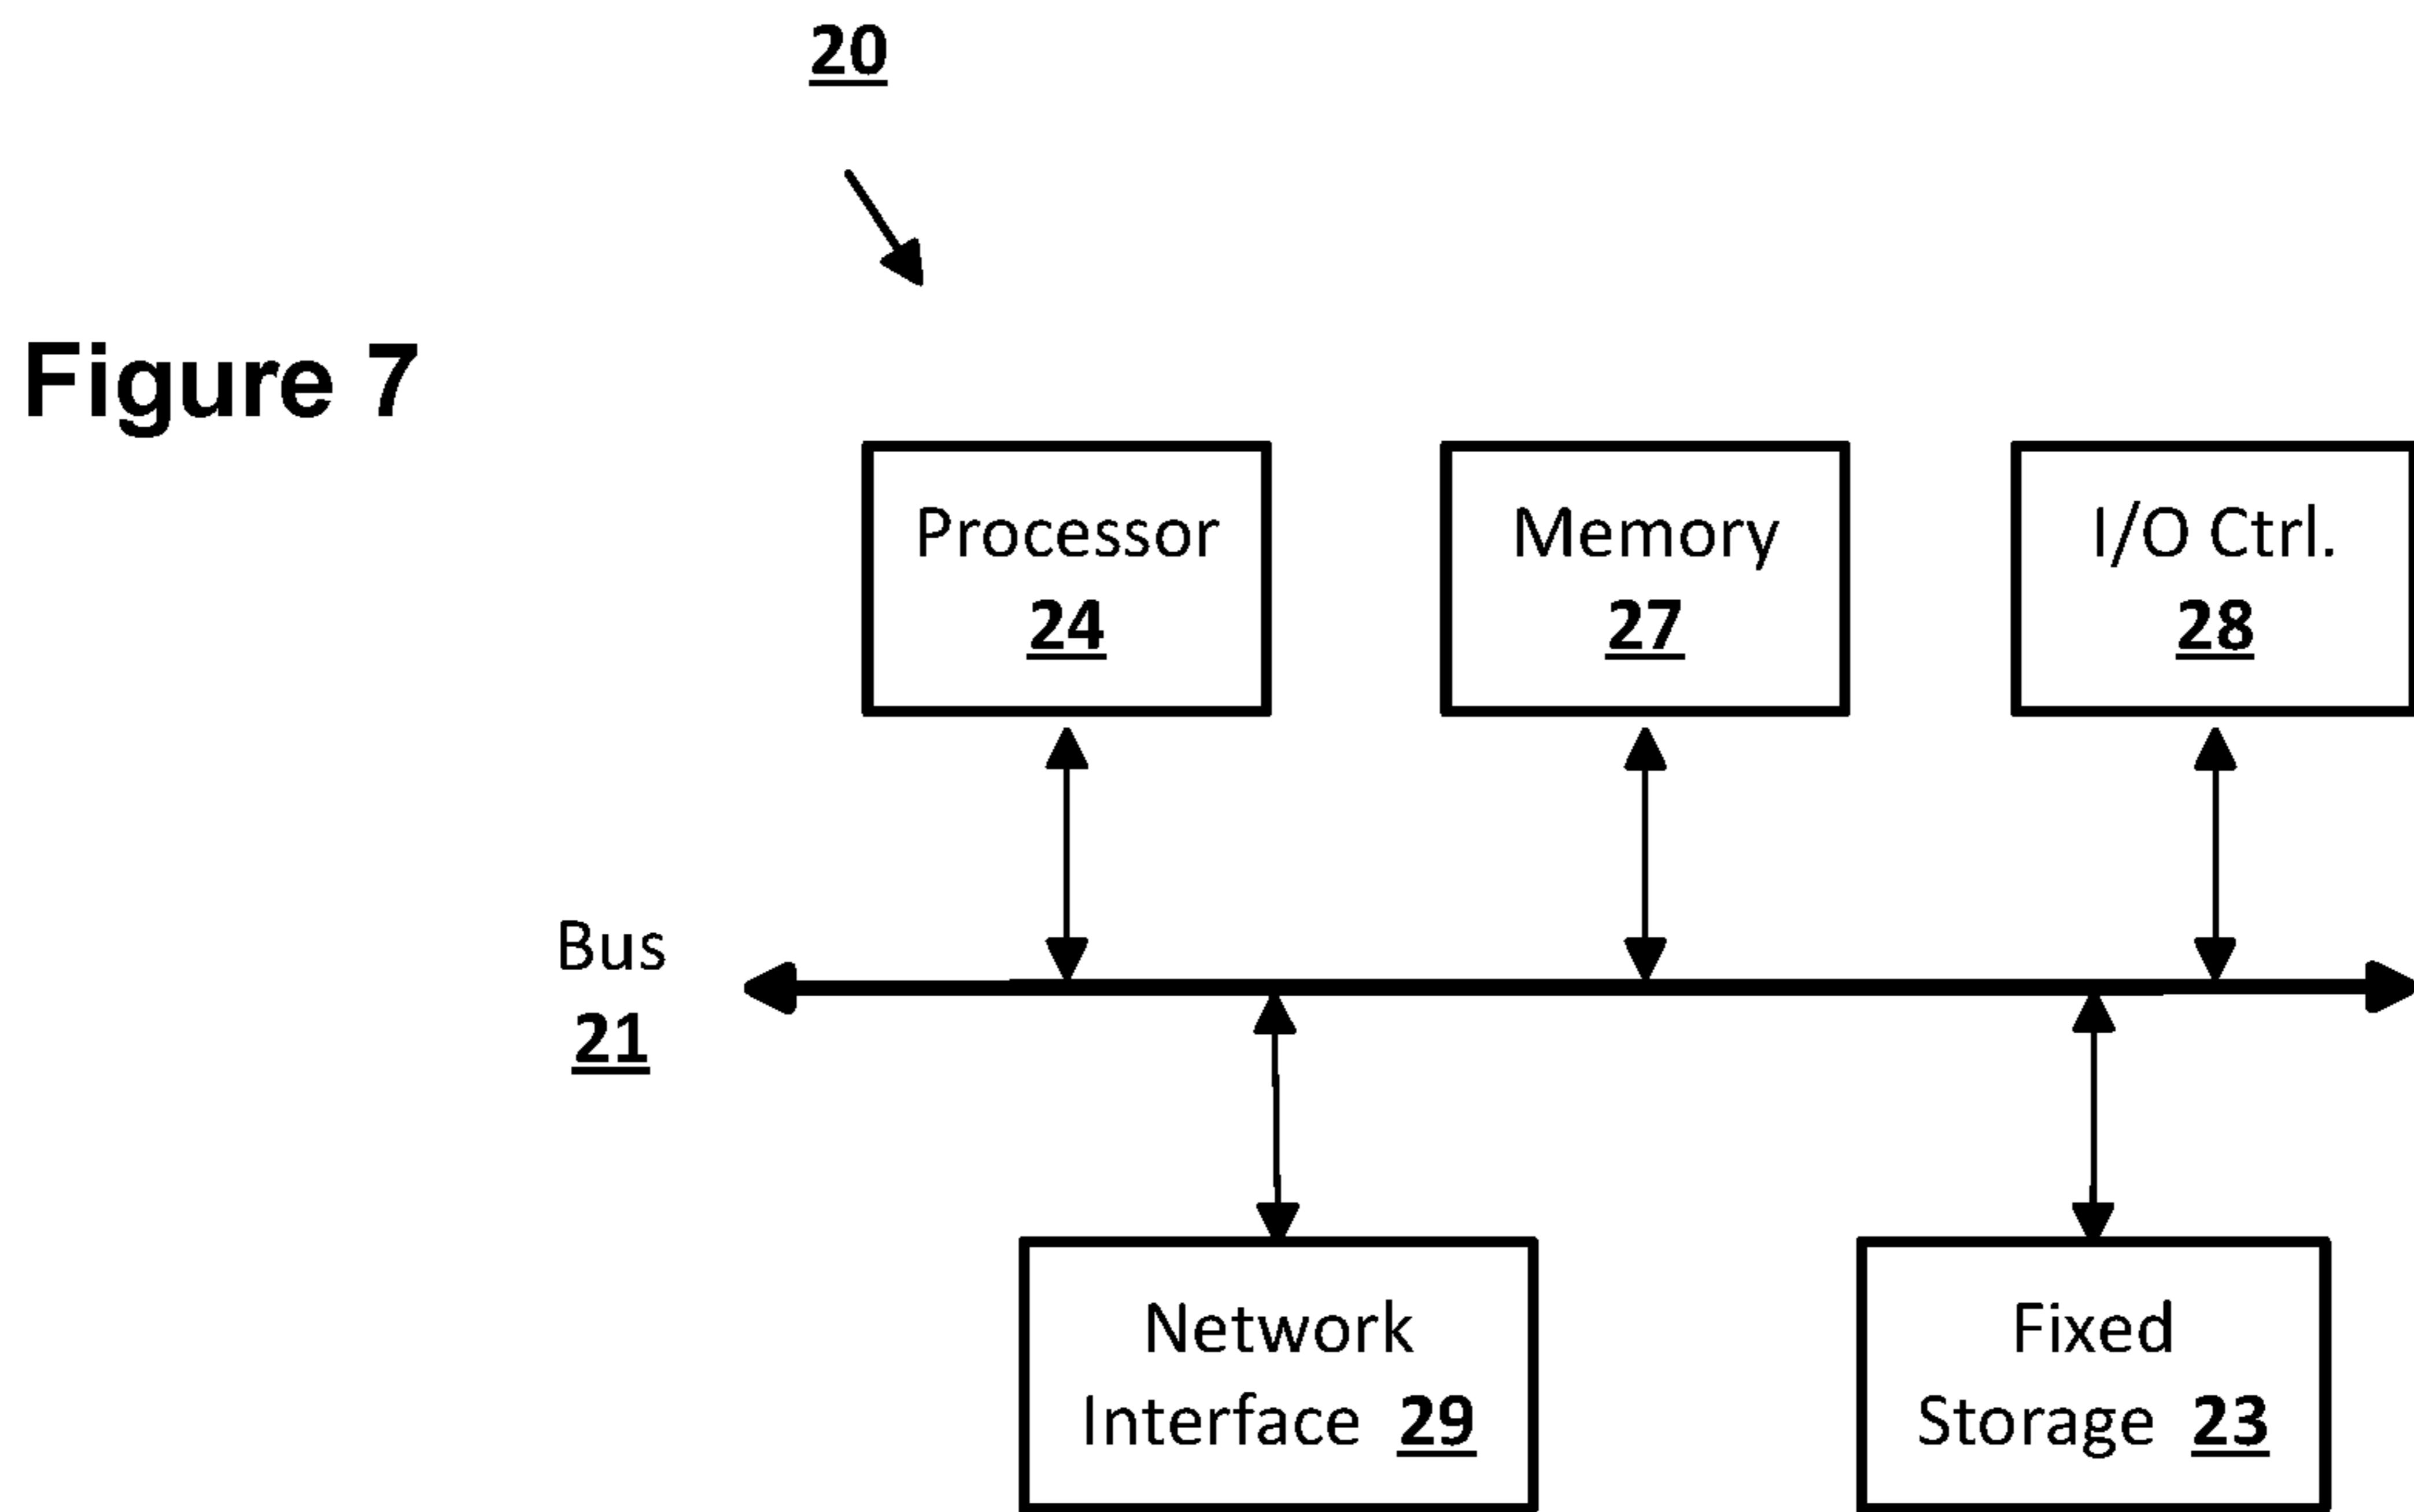 20
Figure 7
Processor
24
Memory
27
I/O Ctrl.
28
Bus
21
Network
Interface 29
Fixed
Storage 23